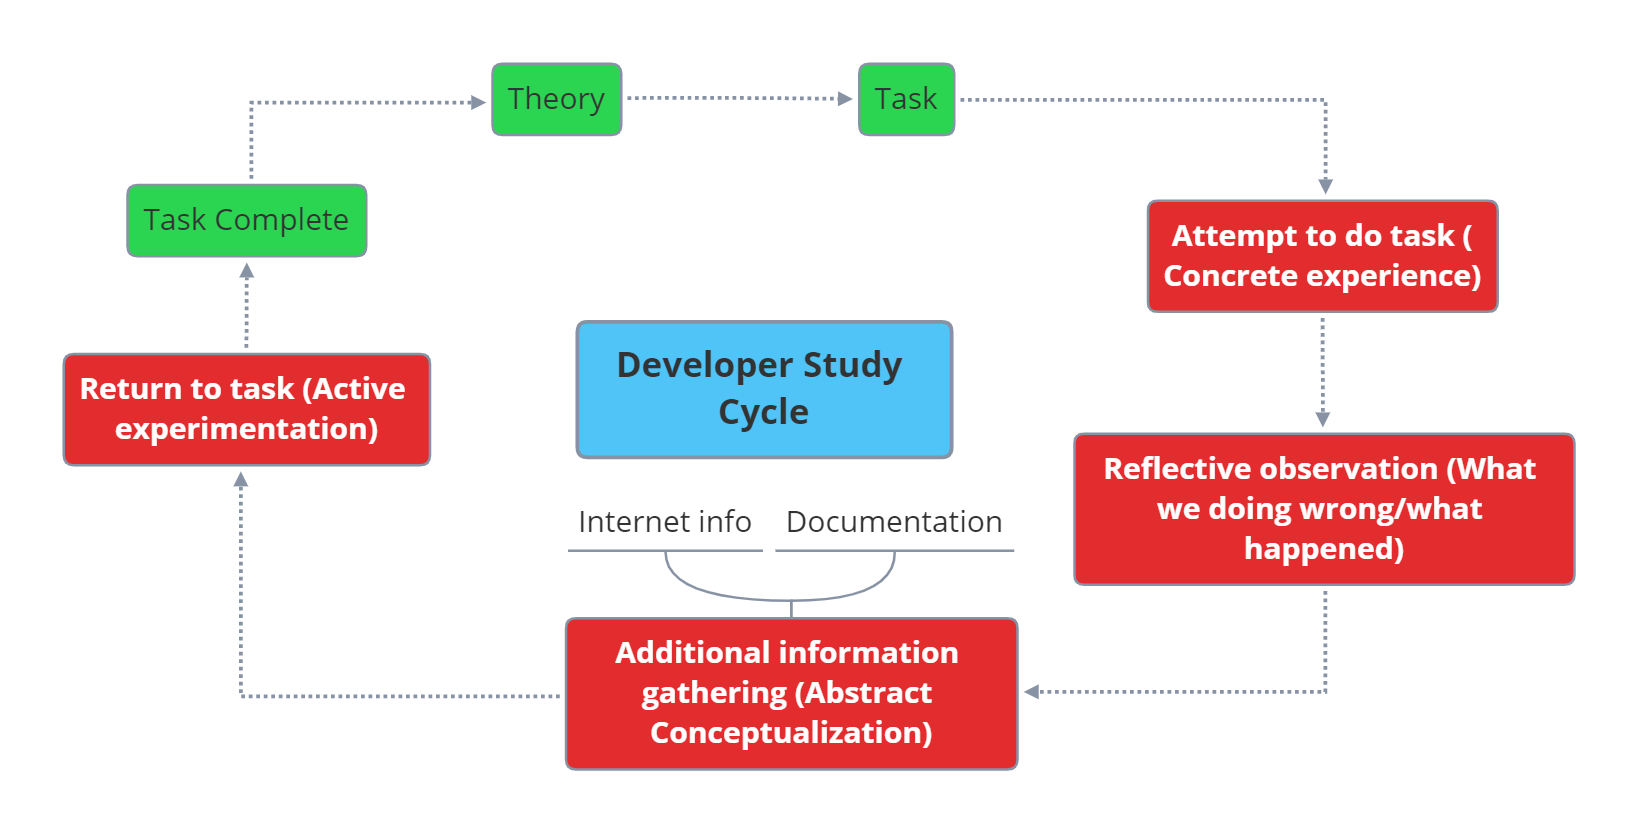 Theory
Task
Task Complete
Attempt to do task (
Concrete experience)
Return to task (Active
experimentation)
Developer Study
Cycle
Reflective observation (What
we doing wrong/what
happened)
Internet info
Documentation
Additional information
gathering (Abstract
Conceptualization)